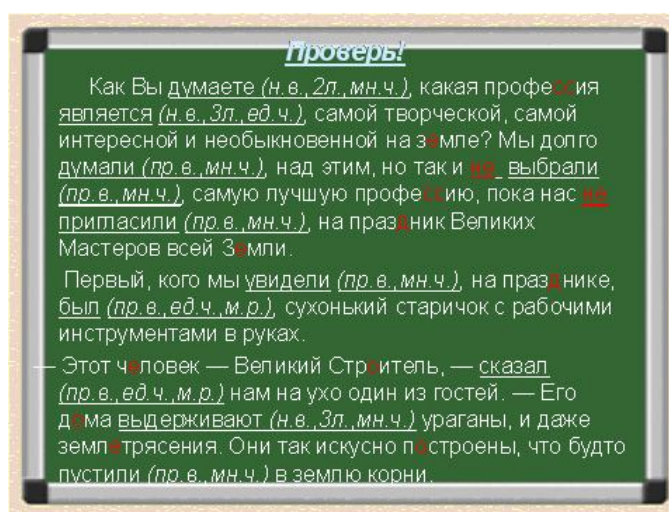 Проверь!
Как Вы думаете (н.в.,2л.,мн.ч.), какая профессия
является (н.в.,3л.,ед.ч.), самой творческой, самой
интересной и необыкновенной на земле? Мы долго
думали (пр.в.,мн.ч.), над этим, но так и не выбрали
(пр.в.,мн.ч.), самую лучшую профессию, пока нас не
пригласили (пр.в.,мн.ч.), на праздник Великих
Мастеров всей Земли.
Первый, кого мы увидели (пр.в.,мн.ч.), на празднике,
был (пр.в.,ед.ч.,м.р.), сухонький старичок с рабочими
инструментами в руках.
— Этот человек — Великий Строитель, — сказал
(пр.в.,ед.ч.,м.р.) нам на ухо один из гостей. — Его
дома выдерживают (н.в.,3л.,мн.ч.) ураганы, и даже
землетрясения. Они так искусно построены, что будто
пустили (пр.в.,мн.ч.) в землю корни.